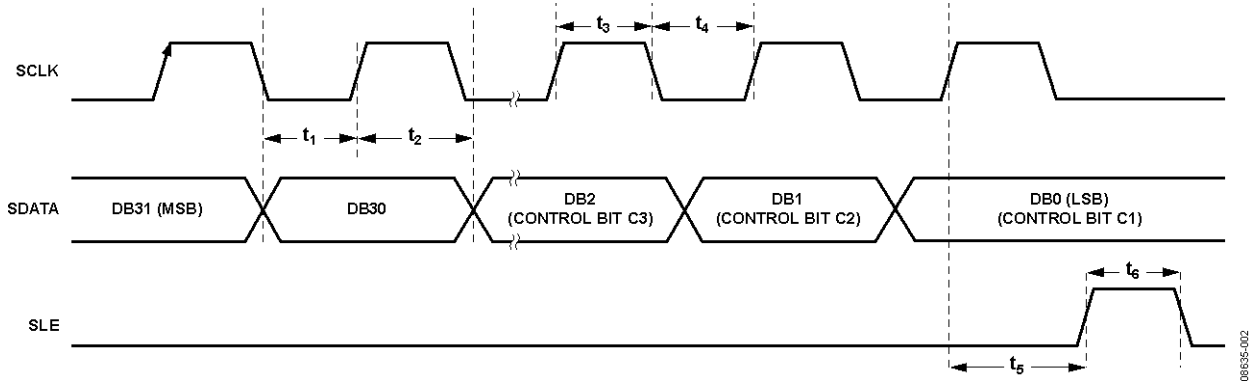 t3
t4
SCLK
t1
t2
SDATA
DB31 (MSB)
DB30
DB2
(CONTROL BIT C3)
DB1
(CONTROL BIT C2)
DB0 (LSB)
(CONTROL BIT C1)
t6
SLE
t5
08635-002